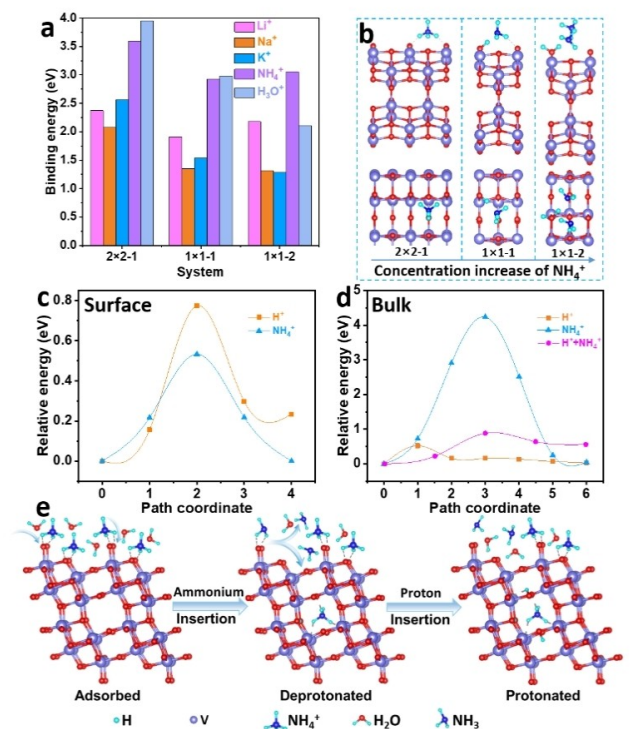 a
Binding energy (eV)
4.0
3.5
3.0
2.5
2.0
1.5
1.0
0.5
0.0
Li⁺
Na⁺
K⁺
NH₄⁺
H₃O⁺
2×2-1 1×1-1 1×1-2
System
b
2×2-1 1×1-1 1×1-2
Concentration increase of NH₄⁺
c Surface
Relative energy (eV)
0.8
0.6
0.4
0.2
0.0
H⁺
NH₄⁺
0 1 2 3 4
Path coordinate
d Bulk
Relative energy (eV)
5
4
3
2
1
0
H⁺
NH₄⁺
H⁺+NH₄⁺
0 1 2 3 4 5 6
Path coordinate
e
Ammonium
Insertion
Proton
Insertion
Adsorbed Deprotonated Protonated
H V NH₄⁺ H₂O NH₃